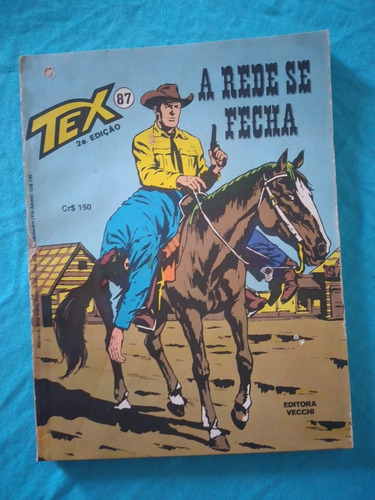 TEX
87
2a. EDIÇÃO
A REDE SE
FECHA
Cr$ 150
EDITORA
VECCHI